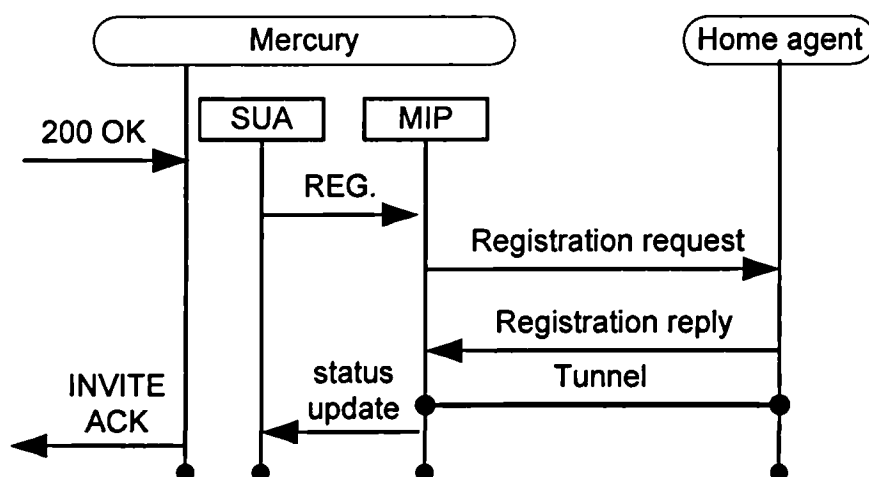 Mercury
Home agent
SUA
MIP
200 OK
REG.
Registration request
Registration reply
Tunnel
status
update
INVITE
ACK